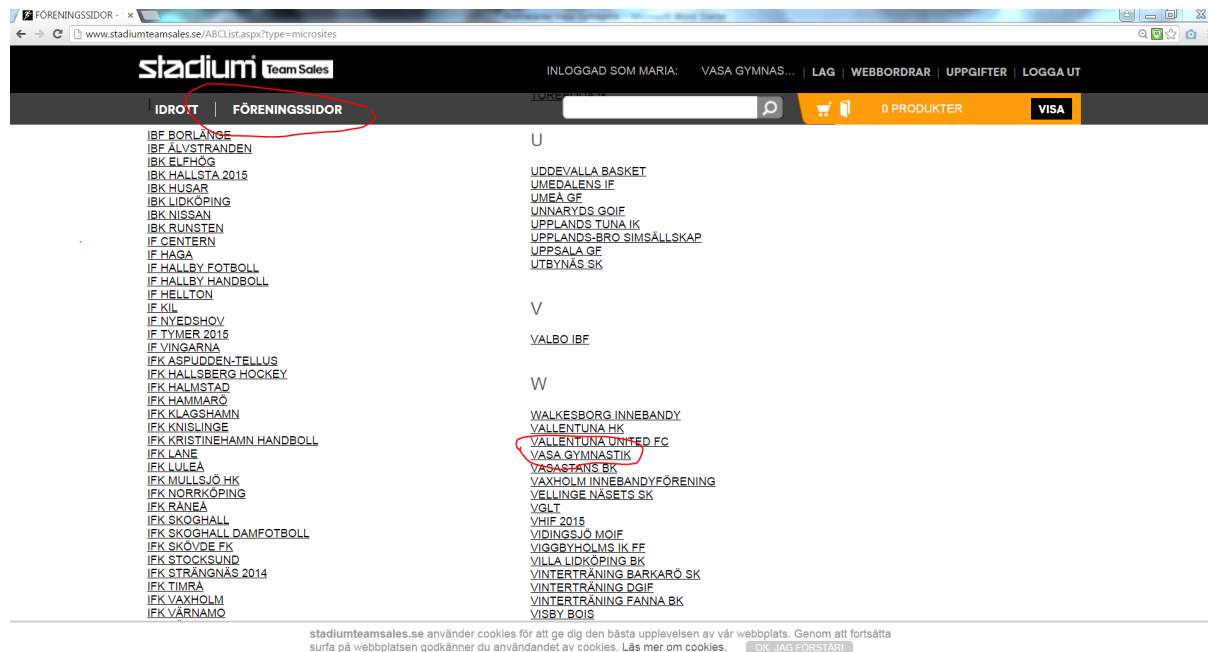 FÖRENINGSSIDOR -
www.stadiumteamsales.se/ABCList.aspx?type=microsites
stadium Team Sales
INLOGGAD SOM MARIA: VASA GYMNAS... | LAG | WEBBORDRAR | UPPGIFTER | LOGGA UT
IDROTT | FÖRENINGSSIDOR
0 PRODUKTER
VISA
IBF BORLÄNGE
IBF ÄLVSTRANDEN
IBK ELFHÖG
IBK HALLSTA 2015
IBK HUSAR
IBK LIDKÖPING
IBK NISSAN
IBK RUNSTEN
IF CENTERN
IF HAGA
IF HALLBY FOTBOLL
IF HALLBY HANDBOLL
IF HELLTON
IF KIL
IF NYEDSHOV
IF TYMER 2015
IF VINGARNA
IFK ASPUDDEN-TELLUS
IFK HALLSBERG HOCKEY
IFK HALMSTAD
IFK HAMMARÖ
IFK KLAGSHAMN
IFK KNISLINGE
IFK KRISTINEHAMN HANDBOLL
IFK LANE
IFK LULEÅ
IFK MULLSJÖ HK
IFK NORRKÖPING
IFK RÅNEÅ
IFK SKOGHALL
IFK SKOGHALL DAMFOTBOLL
IFK SKÖVDE FK
IFK STOCKSUND
IFK STRÄNGNÄS 2014
IFK TIMRÅ
IFK VAXHOLM
IFK VÄRNAMO
U
UDDEVALLA BASKET
UMEDALENS IF
UMEÅ GF
UNNARYDS GOIF
UPPLANDS TUNA IK
UPPLANDS-BRO SIMSÄLLSKAP
UPPSALA GF
UTBYNÄS SK
V
VALBO IBF
W
WALKESBORG INNEBANDY
VALLENTUNA HK
VALLENTUNA UNITED FC
VASA GYMNASTIK
VASASTANS BK
VAXHOLM INNEBANDYFÖRENING
VELLINGE NÄSETS SK
VGLT
VHIF 2015
VIDINGSJÖ MOIF
VIGGBYHOLMS IK FF
VILLA LIDKÖPING BK
VINTERTRÄNING BARKARÖ SK
VINTERTRÄNING DGIF
VINTERTRÄNING FANNA BK
VISBY BOIS
stadiumteamsales.se använder cookies för att ge dig den bästa upplevelsen av vår webbplats. Genom att fortsätta
surfa på webbplatsen godkänner du användandet av cookies. Läs mer om cookies. OK, JAG FÖRSTÅR!